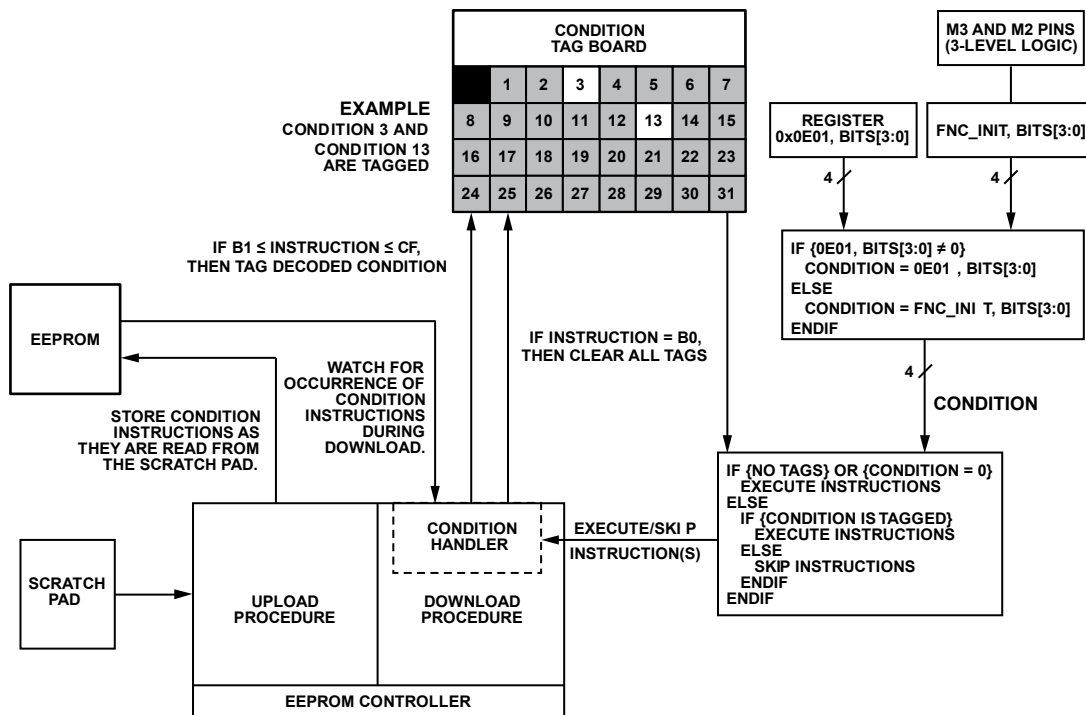 CONDITION
TAG BOARD
1 2 3 4 5 6 7
8 9 10 11 12 13 14 15
16 17 18 19 20 21 22 23
24 25 26 27 28 29 30 31
EXAMPLE
CONDITION 3 AND
CONDITION 13
ARE TAGGED
M3 AND M2 PINS
(3-LEVEL LOGIC)
REGISTER
0x0E01, BITS[3:0]
FNC_INIT, BITS[3:0]
4
4
IF {0E01, BITS[3:0] ≠ 0}
CONDITION = 0E01 , BITS[3:0]
ELSE
CONDITION = FNC_INI T, BITS[3:0]
ENDIF
4
CONDITION
IF B1 ≤ INSTRUCTION ≤ CF,
THEN TAG DECODED CONDITION
IF INSTRUCTION = B0,
THEN CLEAR ALL TAGS
EEPROM
WATCH FOR
OCCURRENCE OF
CONDITION
INSTRUCTIONS
DURING
DOWNLOAD.
STORE CONDITION
INSTRUCTIONS AS
THEY ARE READ FROM
THE SCRATCH PAD.
IF {NO TAGS} OR {CONDITION = 0}
EXECUTE INSTRUCTIONS
ELSE
IF {CONDITION IS TAGGED}
EXECUTE INSTRUCTIONS
ELSE
SKIP INSTRUCTIONS
ENDIF
ENDIF
EXECUTE/SKI P
INSTRUCTION(S)
CONDITION
HANDLER
SCRATCH
PAD
UPLOAD
PROCEDURE
DOWNLOAD
PROCEDURE
EEPROM CONTROLLER